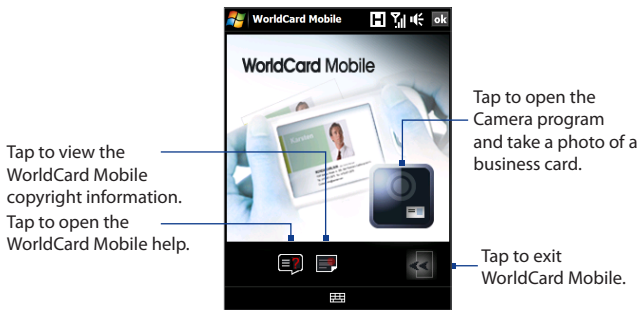 WorldCard Mobile
H
ok
WorldCard Mobile
Tap to open the
Camera program
and take a photo of a
business card.
Tap to view the
WorldCard Mobile
copyright information.
Tap to open the
WorldCard Mobile help.
Tap to exit
WorldCard Mobile.